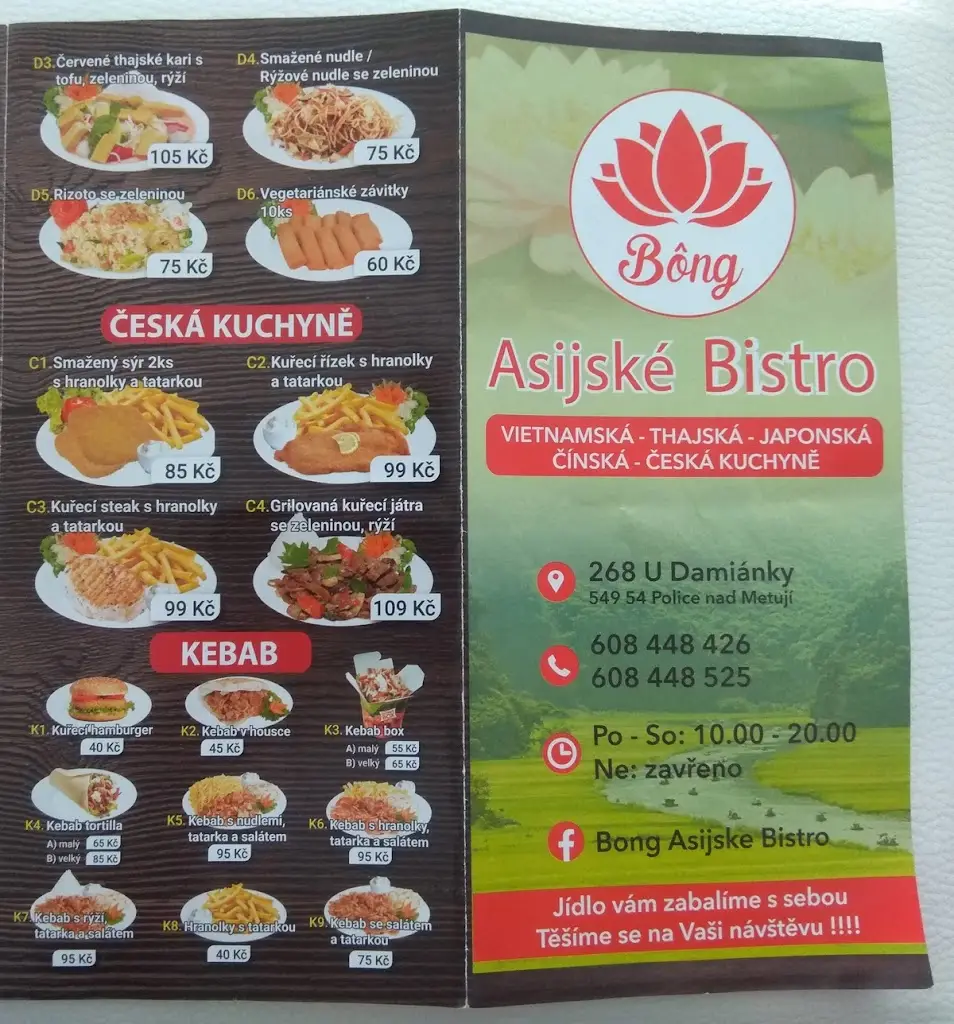 D3.Červené thajské kari s
tofu, zeleninou, rýží
105 Kč
D4.Smažené nudle /
Rýžové nudle se zeleninou
75 Kč
D5.Rizoto se zeleninou
75 Kč
D6.Vegetariánské závitky
10ks
60 Kč
ČESKÁ KUCHYNĚ
C1.Smažený sýr 2ks
s hranolky a tatarkou
85 Kč
C2.Kuřecí řízek s hranolky
a tatarkou
99 Kč
C3.Kuřecí steak s hranolky
a tatarkou
99 Kč
C4.Grilovaná kuřecí játra
se zeleninou, rýží
109 Kč
KEBAB
K1. Kuřecí hamburger
40 Kč
K2. Kebab v housce
45 Kč
K3. Kebab box
A) malý 55 Kč
B) velký 65 Kč
K4. Kebab tortilla
A) malý 65 Kč
B) velký 85 Kč
K5. Kebab s nudlemi,
tatarka a salátem
95 Kč
K6. Kebab s hranolky,
tatarka a salátem
95 Kč
K7. Kebab s rýží,
tatarka a salátem
95 Kč
K8. Hranolky s tatarkou
40 Kč
K9. Kebab se salátem
a tatarkou
75 Kč
Bông
Asijské Bistro
VIETNAMSKÁ - THAJSKÁ - JAPONSKÁ
ČÍNSKÁ - ČESKÁ KUCHYNĚ
268 U Damiánky
549 54 Police nad Metují
608 448 426
608 448 525
Po - So: 10.00 - 20.00
Ne: zavřeno
Bong Asijske Bistro
Jídlo vám zabalíme s sebou
Těšíme se na Vaši návštěvu !!!!